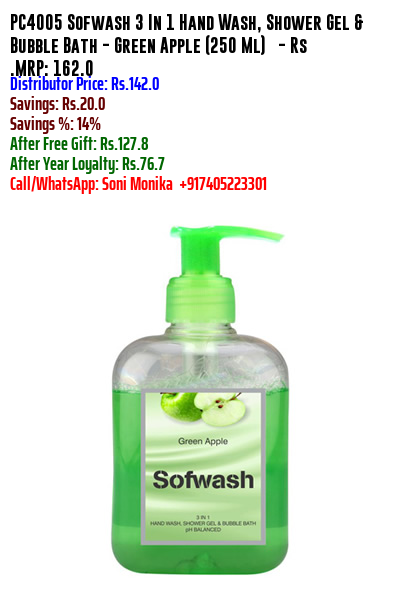 PC4005 Sofwash 3 In 1 Hand Wash, Shower Gel &
Bubble Bath - Green Apple (250 Ml)   - Rs
.MRP: 162.0
Distributor Price: Rs.142.0
Savings: Rs.20.0
Savings %: 14%
After Free Gift: Rs.127.8
After Year Loyalty: Rs.76.7
Call/WhatsApp: Soni Monika  +917405223301
Green Apple
Sofwash
3 IN 1
HAND WASH, SHOWER GEL & BUBBLE BATH
pH BALANCED